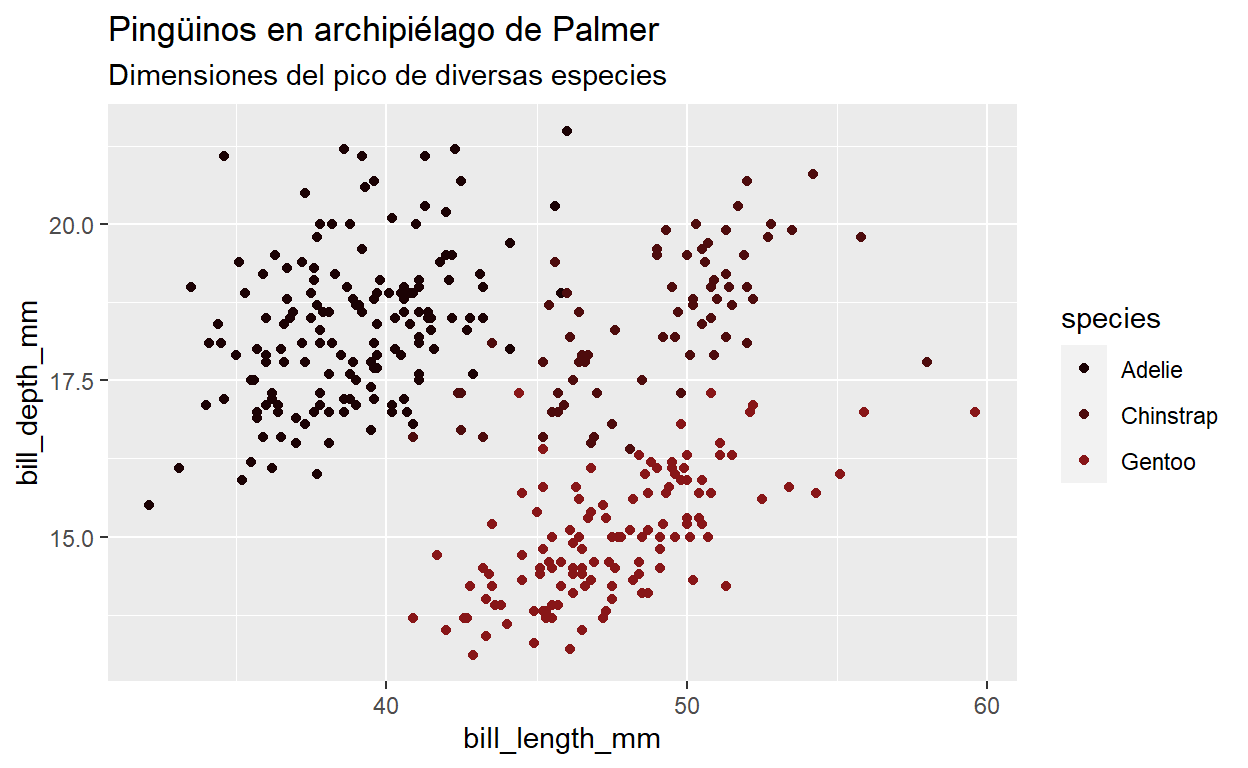 Pingüinos en archipiélago de Palmer
Dimensiones del pico de diversas especies
bill_depth_mm
20.0
17.5
15.0
40
50
60
bill_length_mm
species
Adelie
Chinstrap
Gentoo